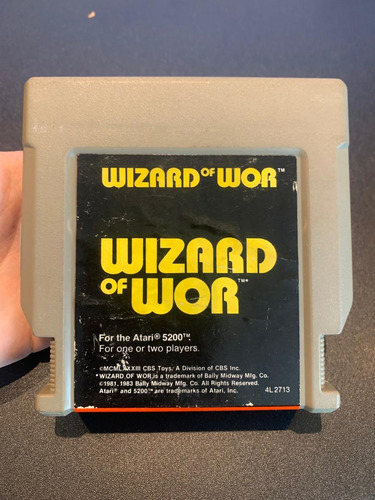 WIZARD OF WOR™
WIZARD
OF WOR™*
For the Atari® 5200™.
For one or two players.
©MCMLXXXIII CBS Toys. A Division of CBS Inc.
*WIZARD OF WOR is a trademark of Bally Midway Mfg. Co.
©1981, 1983 Bally Midway Mfg. Co. All Rights Reserved.
Atari® and 5200™ are trademarks of Atari, Inc.
4L 2713